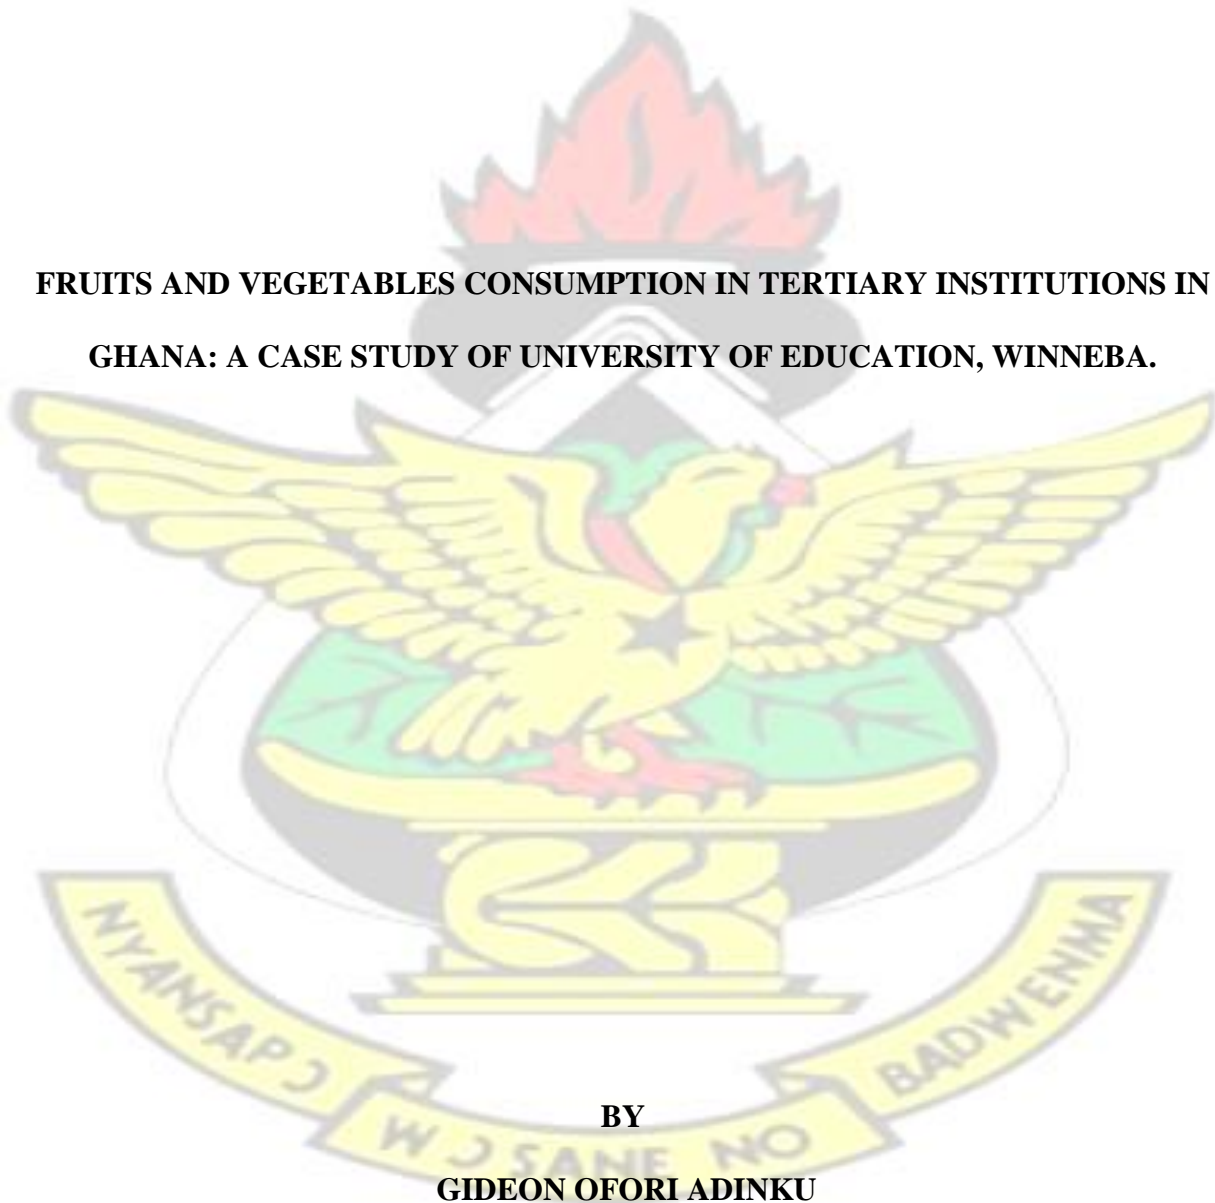 FRUITS AND VEGETABLES CONSUMPTION IN TERTIARY INSTITUTIONS IN
GHANA: A CASE STUDY OF UNIVERSITY OF EDUCATION, WINNEBA.
NYANSAPƆ
WƆSANE NO
BADWENMA
BY
GIDEON OFORI ADINKU